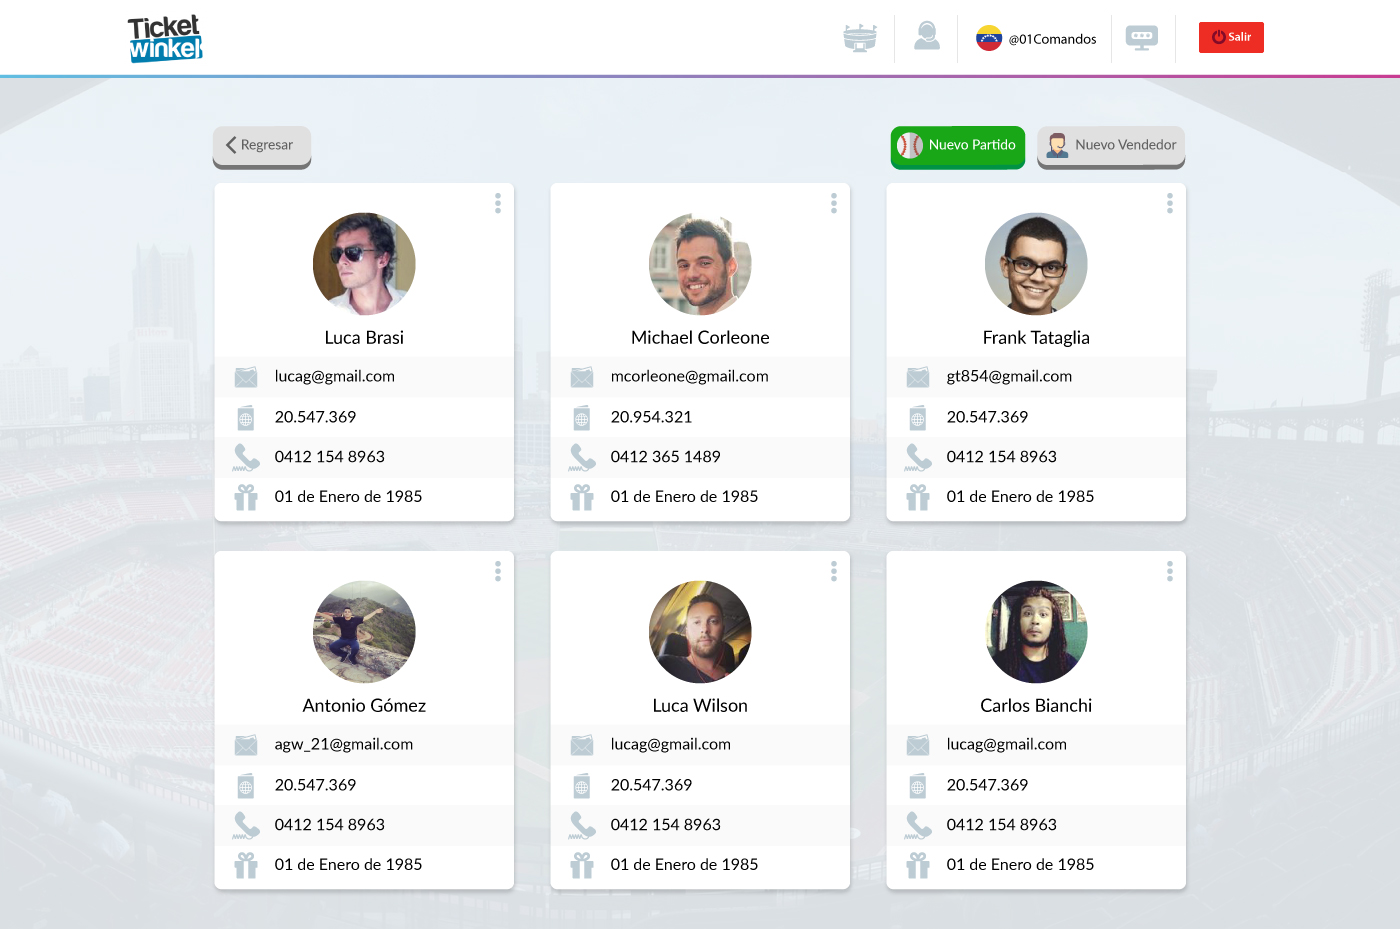 Ticket
winkel
@01Comandos
Salir
Regresar
Nuevo Partido
Nuevo Vendedor
Luca Brasi
lucag@gmail.com
20.547.369
0412 154 8963
01 de Enero de 1985
Michael Corleone
mcorleone@gmail.com
20.954.321
0412 365 1489
01 de Enero de 1985
Frank Tataglia
gt854@gmail.com
20.547.369
0412 154 8963
01 de Enero de 1985
Antonio Gómez
agw_21@gmail.com
20.547.369
0412 154 8963
01 de Enero de 1985
Luca Wilson
lucag@gmail.com
20.547.369
0412 154 8963
01 de Enero de 1985
Carlos Bianchi
lucag@gmail.com
20.547.369
0412 154 8963
01 de Enero de 1985